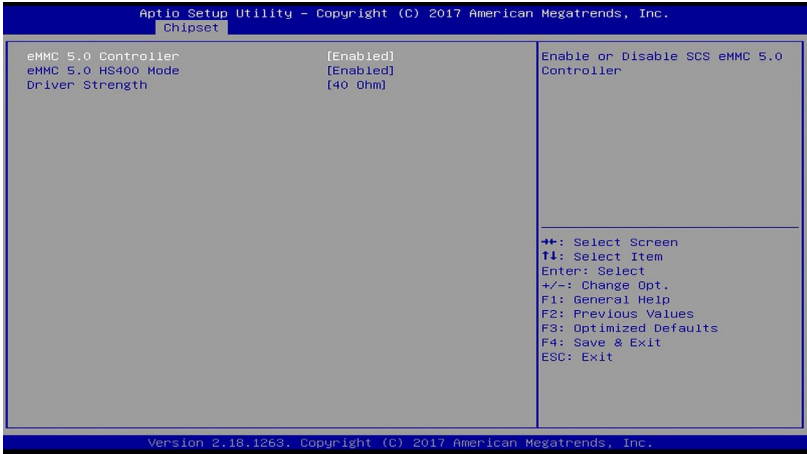 Aptio Setup Utility – Copyright (C) 2017 American Megatrends, Inc.
Chipset
eMMC 5.0 Controller [Enabled]
eMMC 5.0 HS400 Mode [Enabled]
Driver Strength [40 Ohm]
Enable or Disable SCS eMMC 5.0
Controller
→←: Select Screen
↑↓: Select Item
Enter: Select
+/-: Change Opt.
F1: General Help
F2: Previous Values
F3: Optimized Defaults
F4: Save & Exit
ESC: Exit
Version 2.18.1263. Copyright (C) 2017 American Megatrends, Inc.